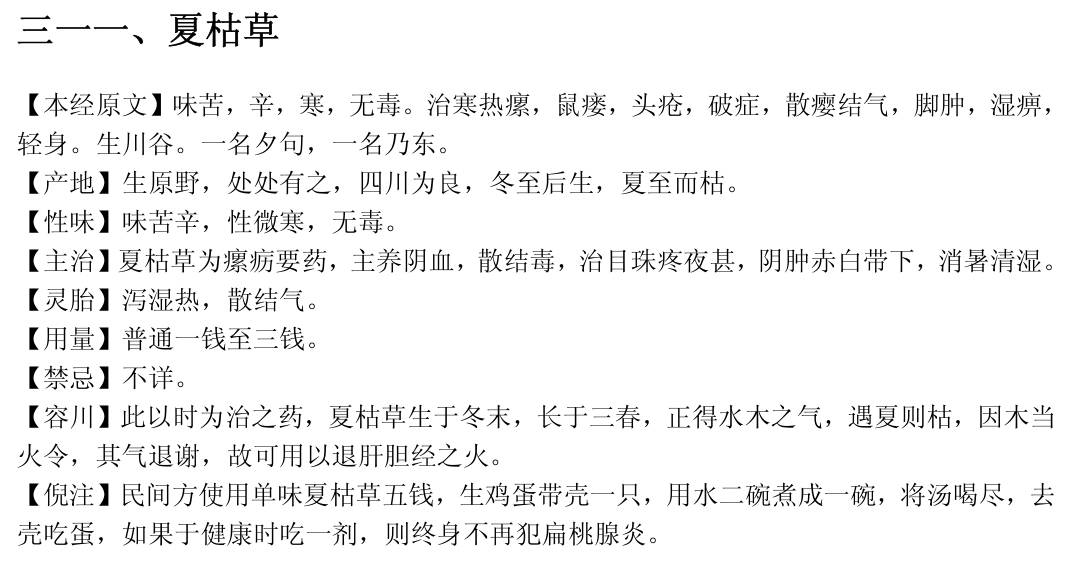 三一一、夏枯草
【本经原文】味苦，辛，寒，无毒。治寒热瘰，鼠瘘，头疮，破症，散瘿结气，脚肿，湿痹，
轻身。生川谷。一名夕句，一名乃东。
【产地】生原野，处处有之，四川为良，冬至后生，夏至而枯。
【性味】味苦辛，性微寒，无毒。
【主治】夏枯草为瘰疬要药，主养阴血，散结毒，治目珠疼夜甚，阴肿赤白带下，消暑清湿。
【灵胎】泻湿热，散结气。
【用量】普通一钱至三钱。
【禁忌】不详。
【容川】此以时为治之药，夏枯草生于冬末，长于三春，正得水木之气，遇夏则枯，因木当
火令，其气退谢，故可用以退肝胆经之火。
【倪注】民间方使用单味夏枯草五钱，生鸡蛋带壳一只，用水二碗煮成一碗，将汤喝尽，去
壳吃蛋，如果于健康时吃一剂，则终身不再犯扁桃腺炎。